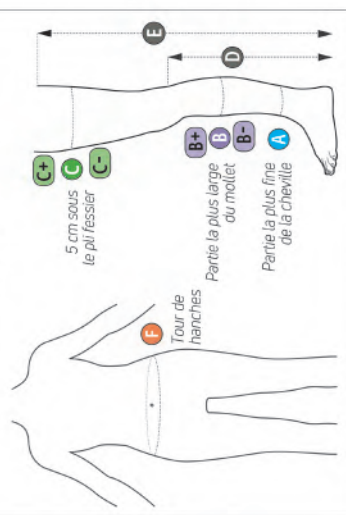 E
D
C+
C
C-
5 cm sous
le pli fessier
B+
B
B-
Partie la plus large
du mollet
A
Partie la plus fine
de la cheville
F
Tour de
hanches